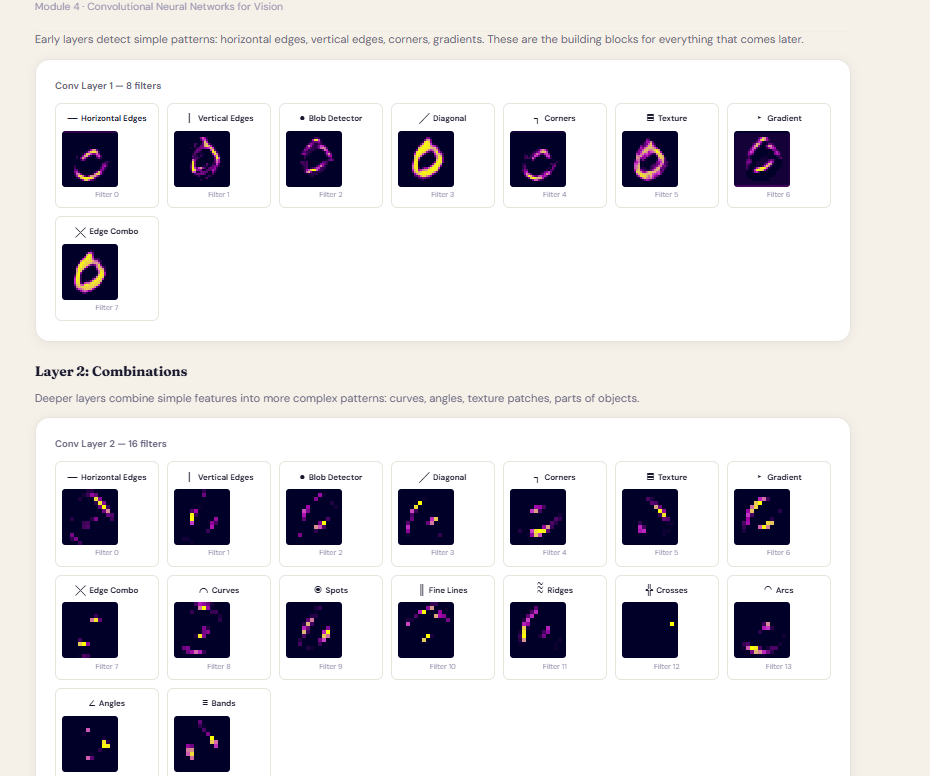 Module 4 · Convolutional Neural Networks for Vision
Early layers detect simple patterns: horizontal edges, vertical edges, corners, gradients. These are the building blocks for everything that comes later.
Conv Layer 1 — 8 filters
Horizontal Edges
Vertical Edges
Blob Detector
Diagonal
Corners
Texture
Gradient
Filter 0
Filter 1
Filter 2
Filter 3
Filter 4
Filter 5
Filter 6
Edge Combo
Filter 7
Layer 2: Combinations
Deeper layers combine simple features into more complex patterns: curves, angles, texture patches, parts of objects.
Conv Layer 2 — 16 filters
Horizontal Edges
Vertical Edges
Blob Detector
Diagonal
Corners
Texture
Gradient
Filter 0
Filter 1
Filter 2
Filter 3
Filter 4
Filter 5
Filter 6
Edge Combo
Curves
Spots
Fine Lines
Ridges
Crosses
Arcs
Filter 7
Filter 8
Filter 9
Filter 10
Filter 11
Filter 12
Filter 13
Angles
Bands